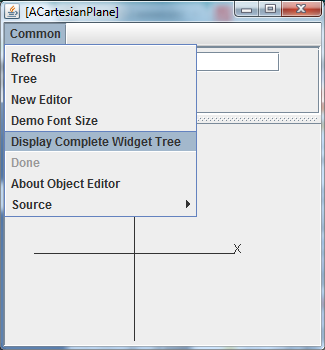 [ACartesianPlane]
Common
Refresh
Tree
New Editor
Demo Font Size
Display Complete Widget Tree
Done
About Object Editor
Source
X